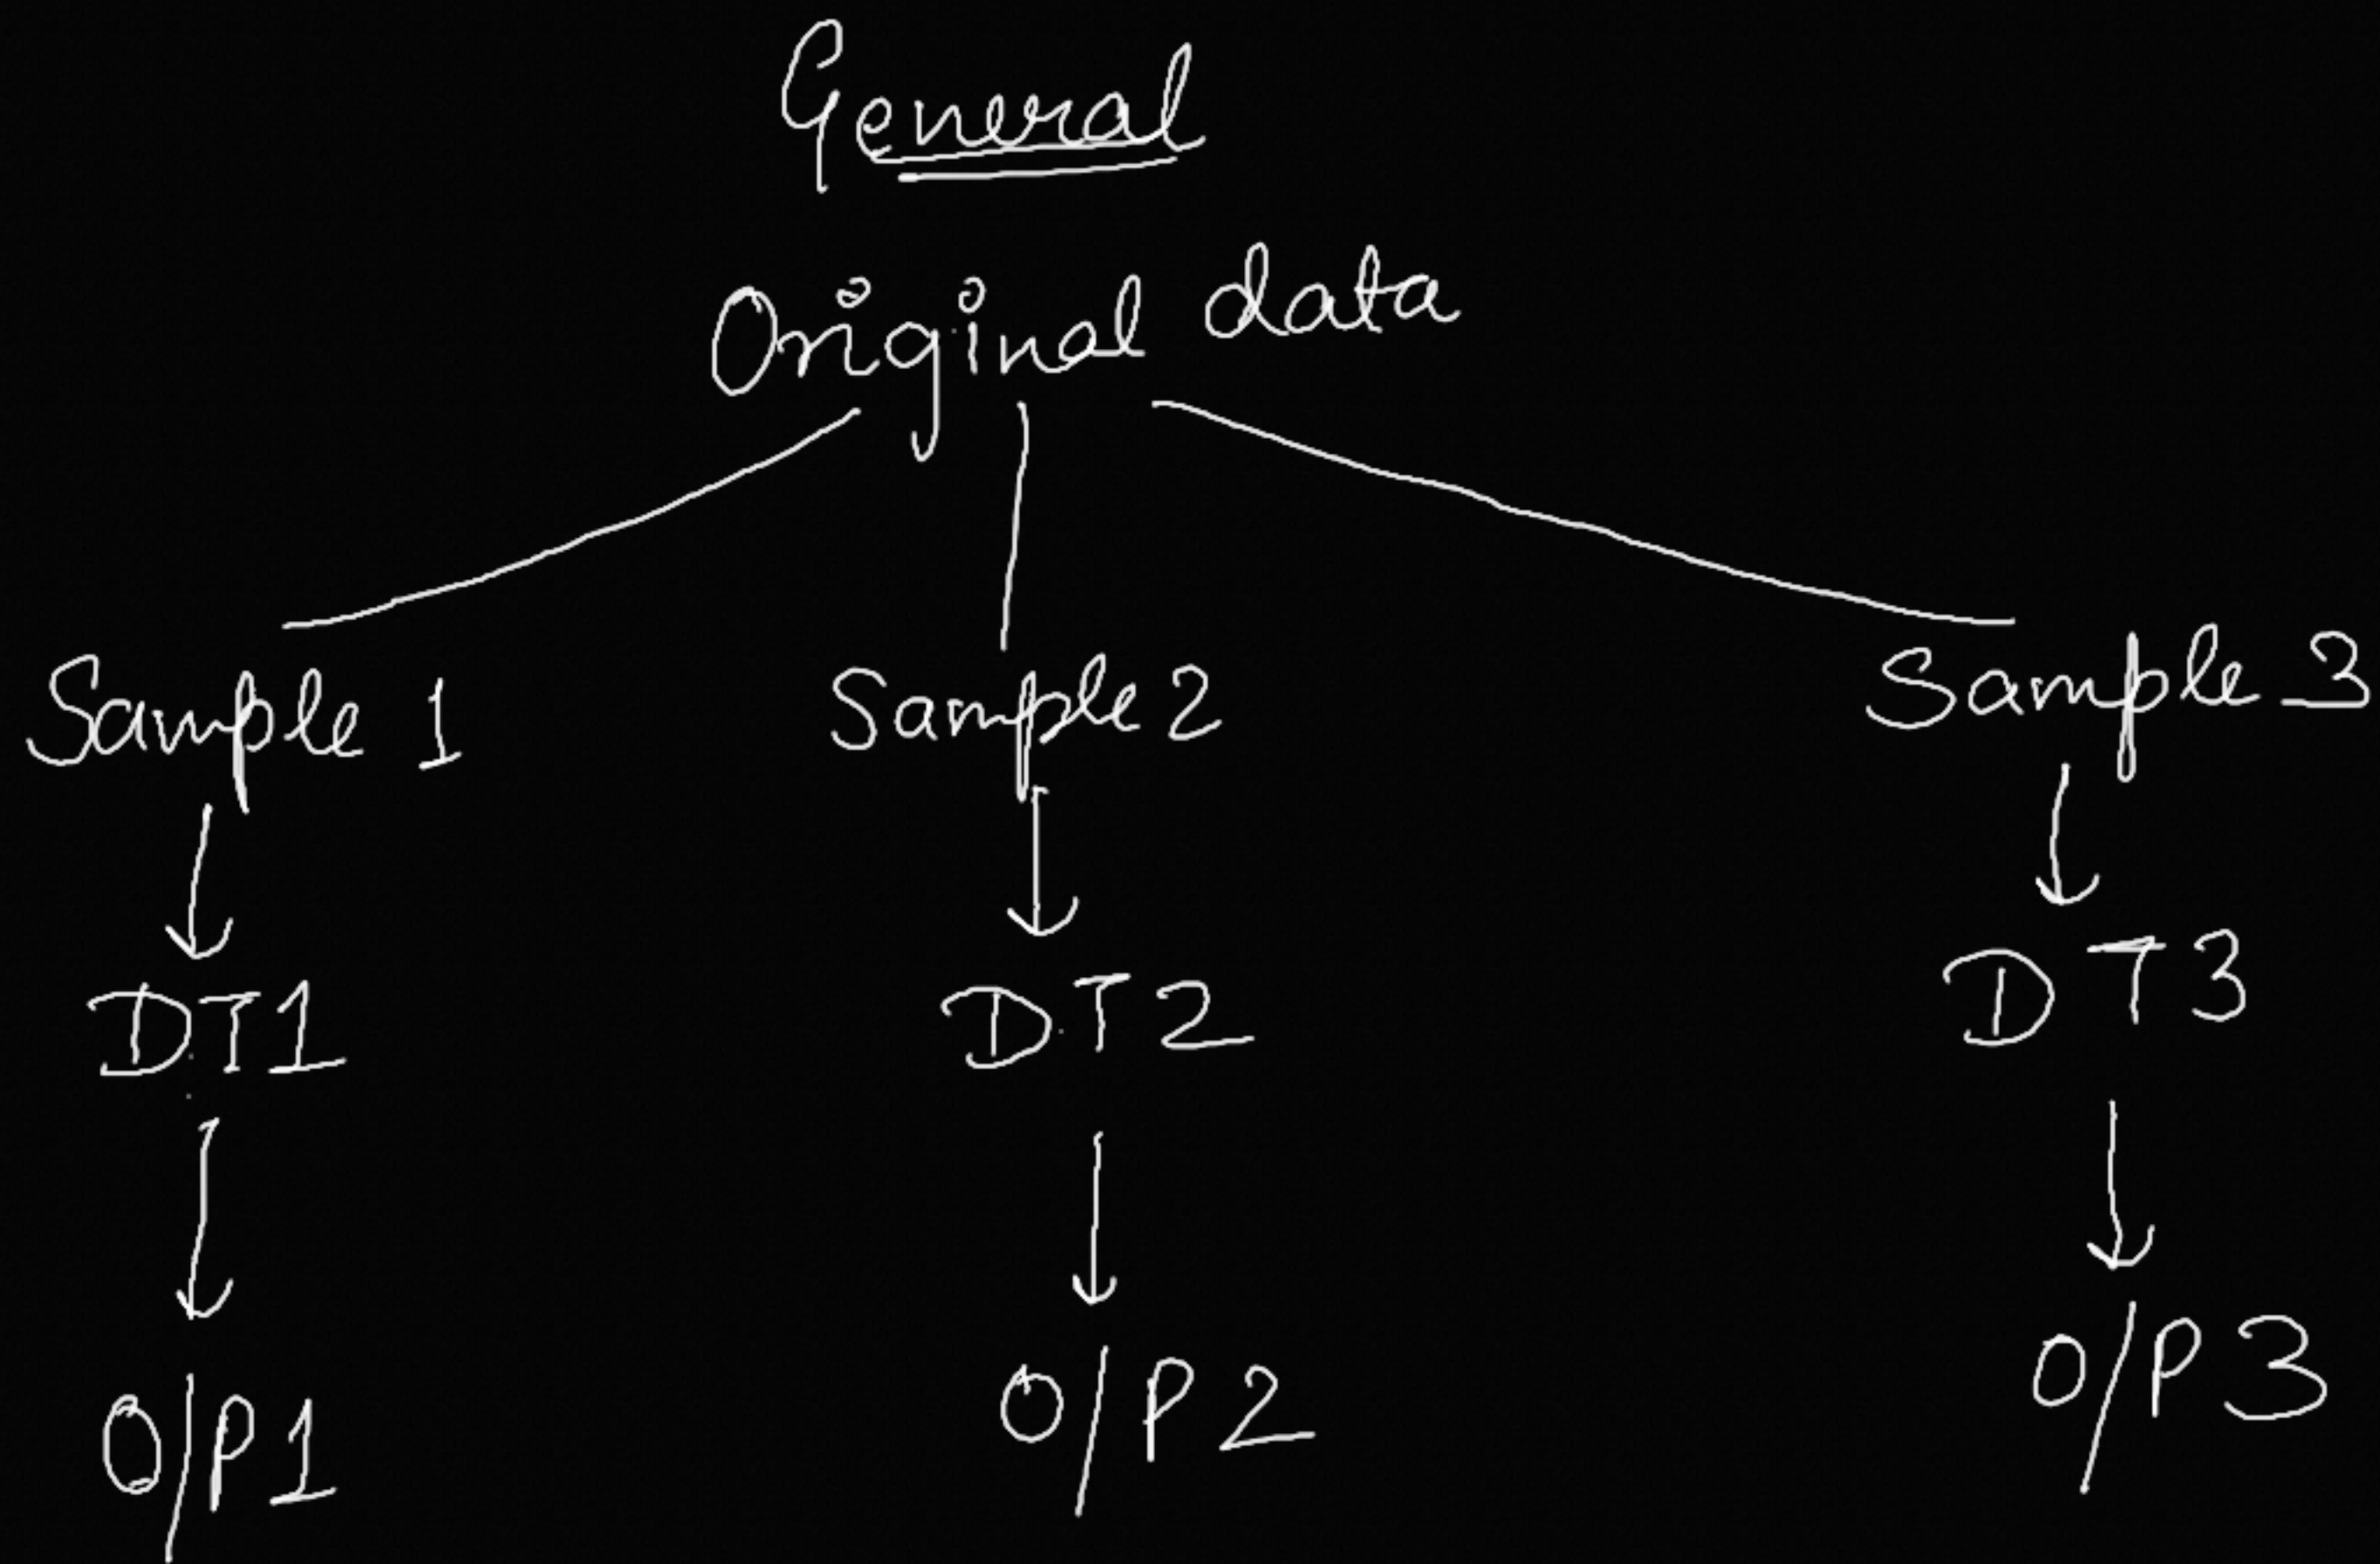 General
Original data
Sample 1 Sample 2 Sample 3
DT1 DT2 DT3
O/P1 O/P2 O/P3